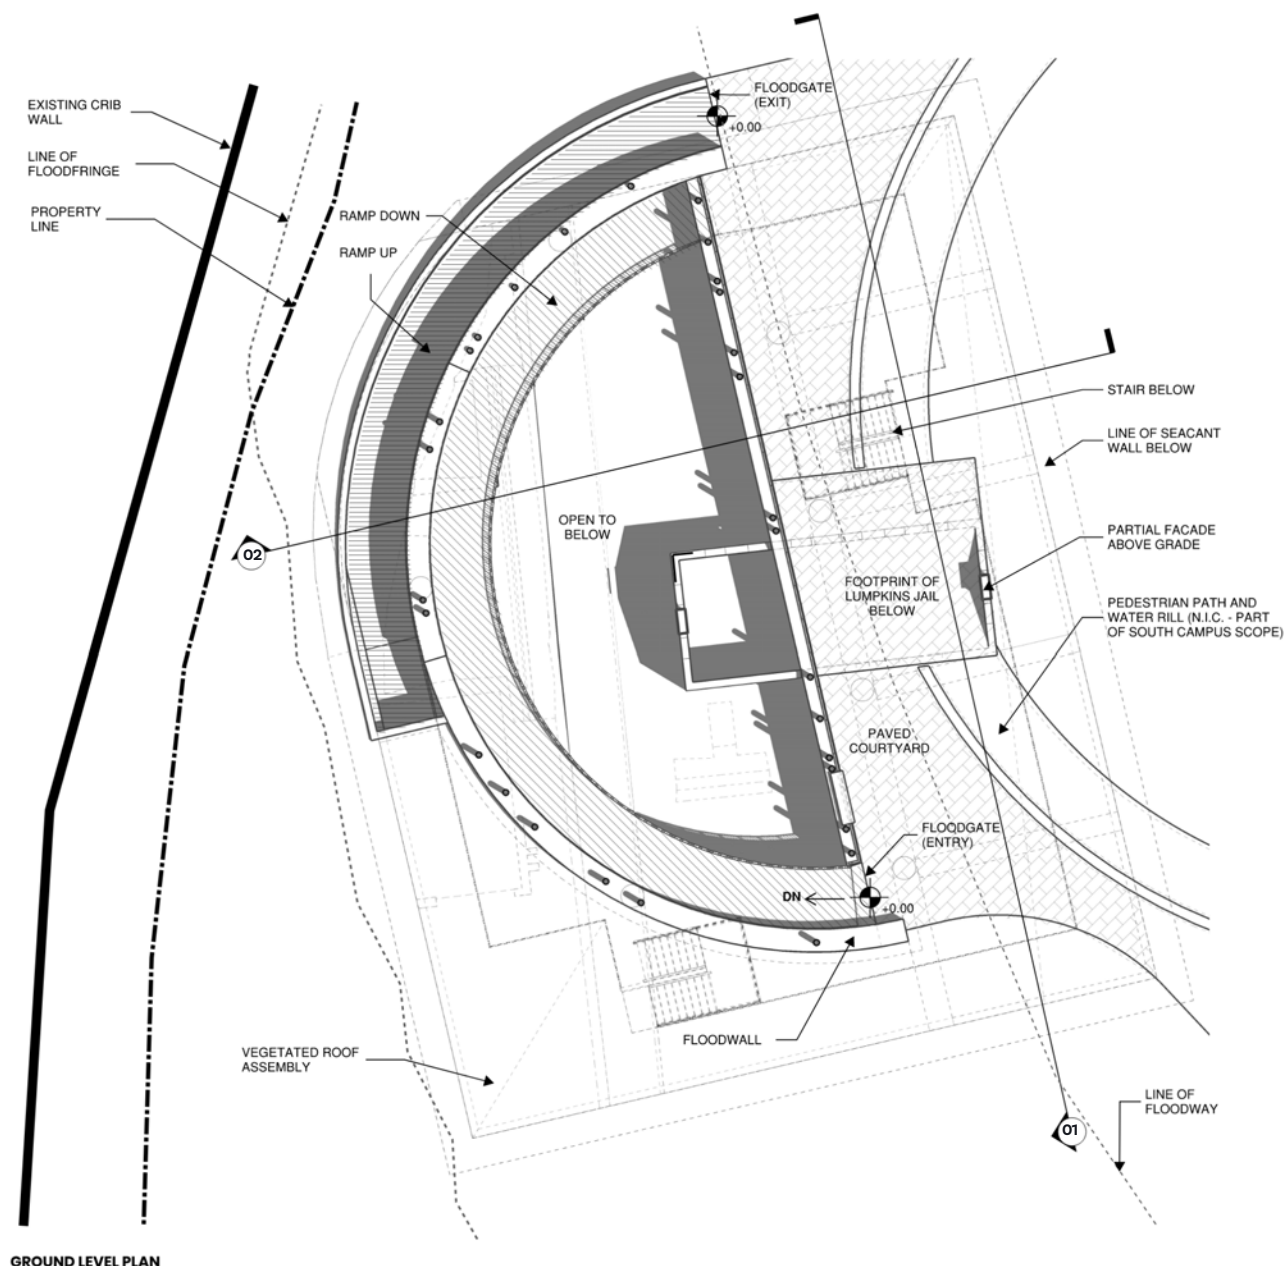 FLOODGATE
(EXIT)
+0.00
EXISTING CRIB
WALL
LINE OF
FLOODFRINGE
PROPERTY
LINE
RAMP DOWN
RAMP UP
STAIR BELOW
LINE OF SEACANT
WALL BELOW
OPEN TO
BELOW
PARTIAL FACADE
ABOVE GRADE
02
FOOTPRINT OF
LUMPKINS JAIL
BELOW
PEDESTRIAN PATH AND
WATER RILL (N.I.C. - PART
OF SOUTH CAMPUS SCOPE)
PAVED
COURTYARD
FLOODGATE
(ENTRY)
DN
+0.00
FLOODWALL
VEGETATED ROOF
ASSEMBLY
LINE OF
FLOODWAY
01
GROUND LEVEL PLAN